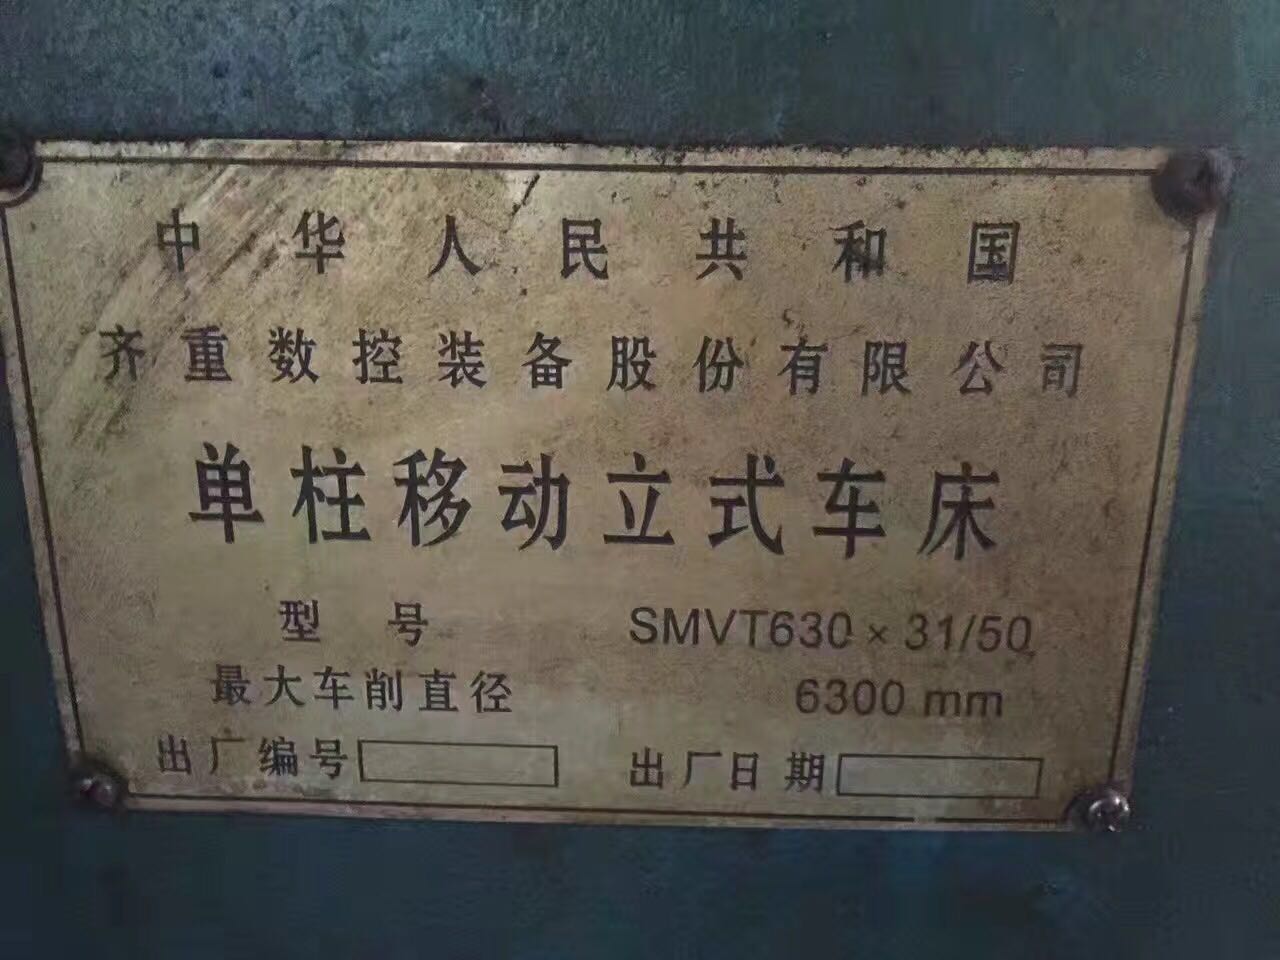 中华人民共和国
齐重数控装备股份有限公司
单柱移动立式车床
型号 SMVT630×31/50
最大车削直径 6300 mm
出厂编号 出厂日期